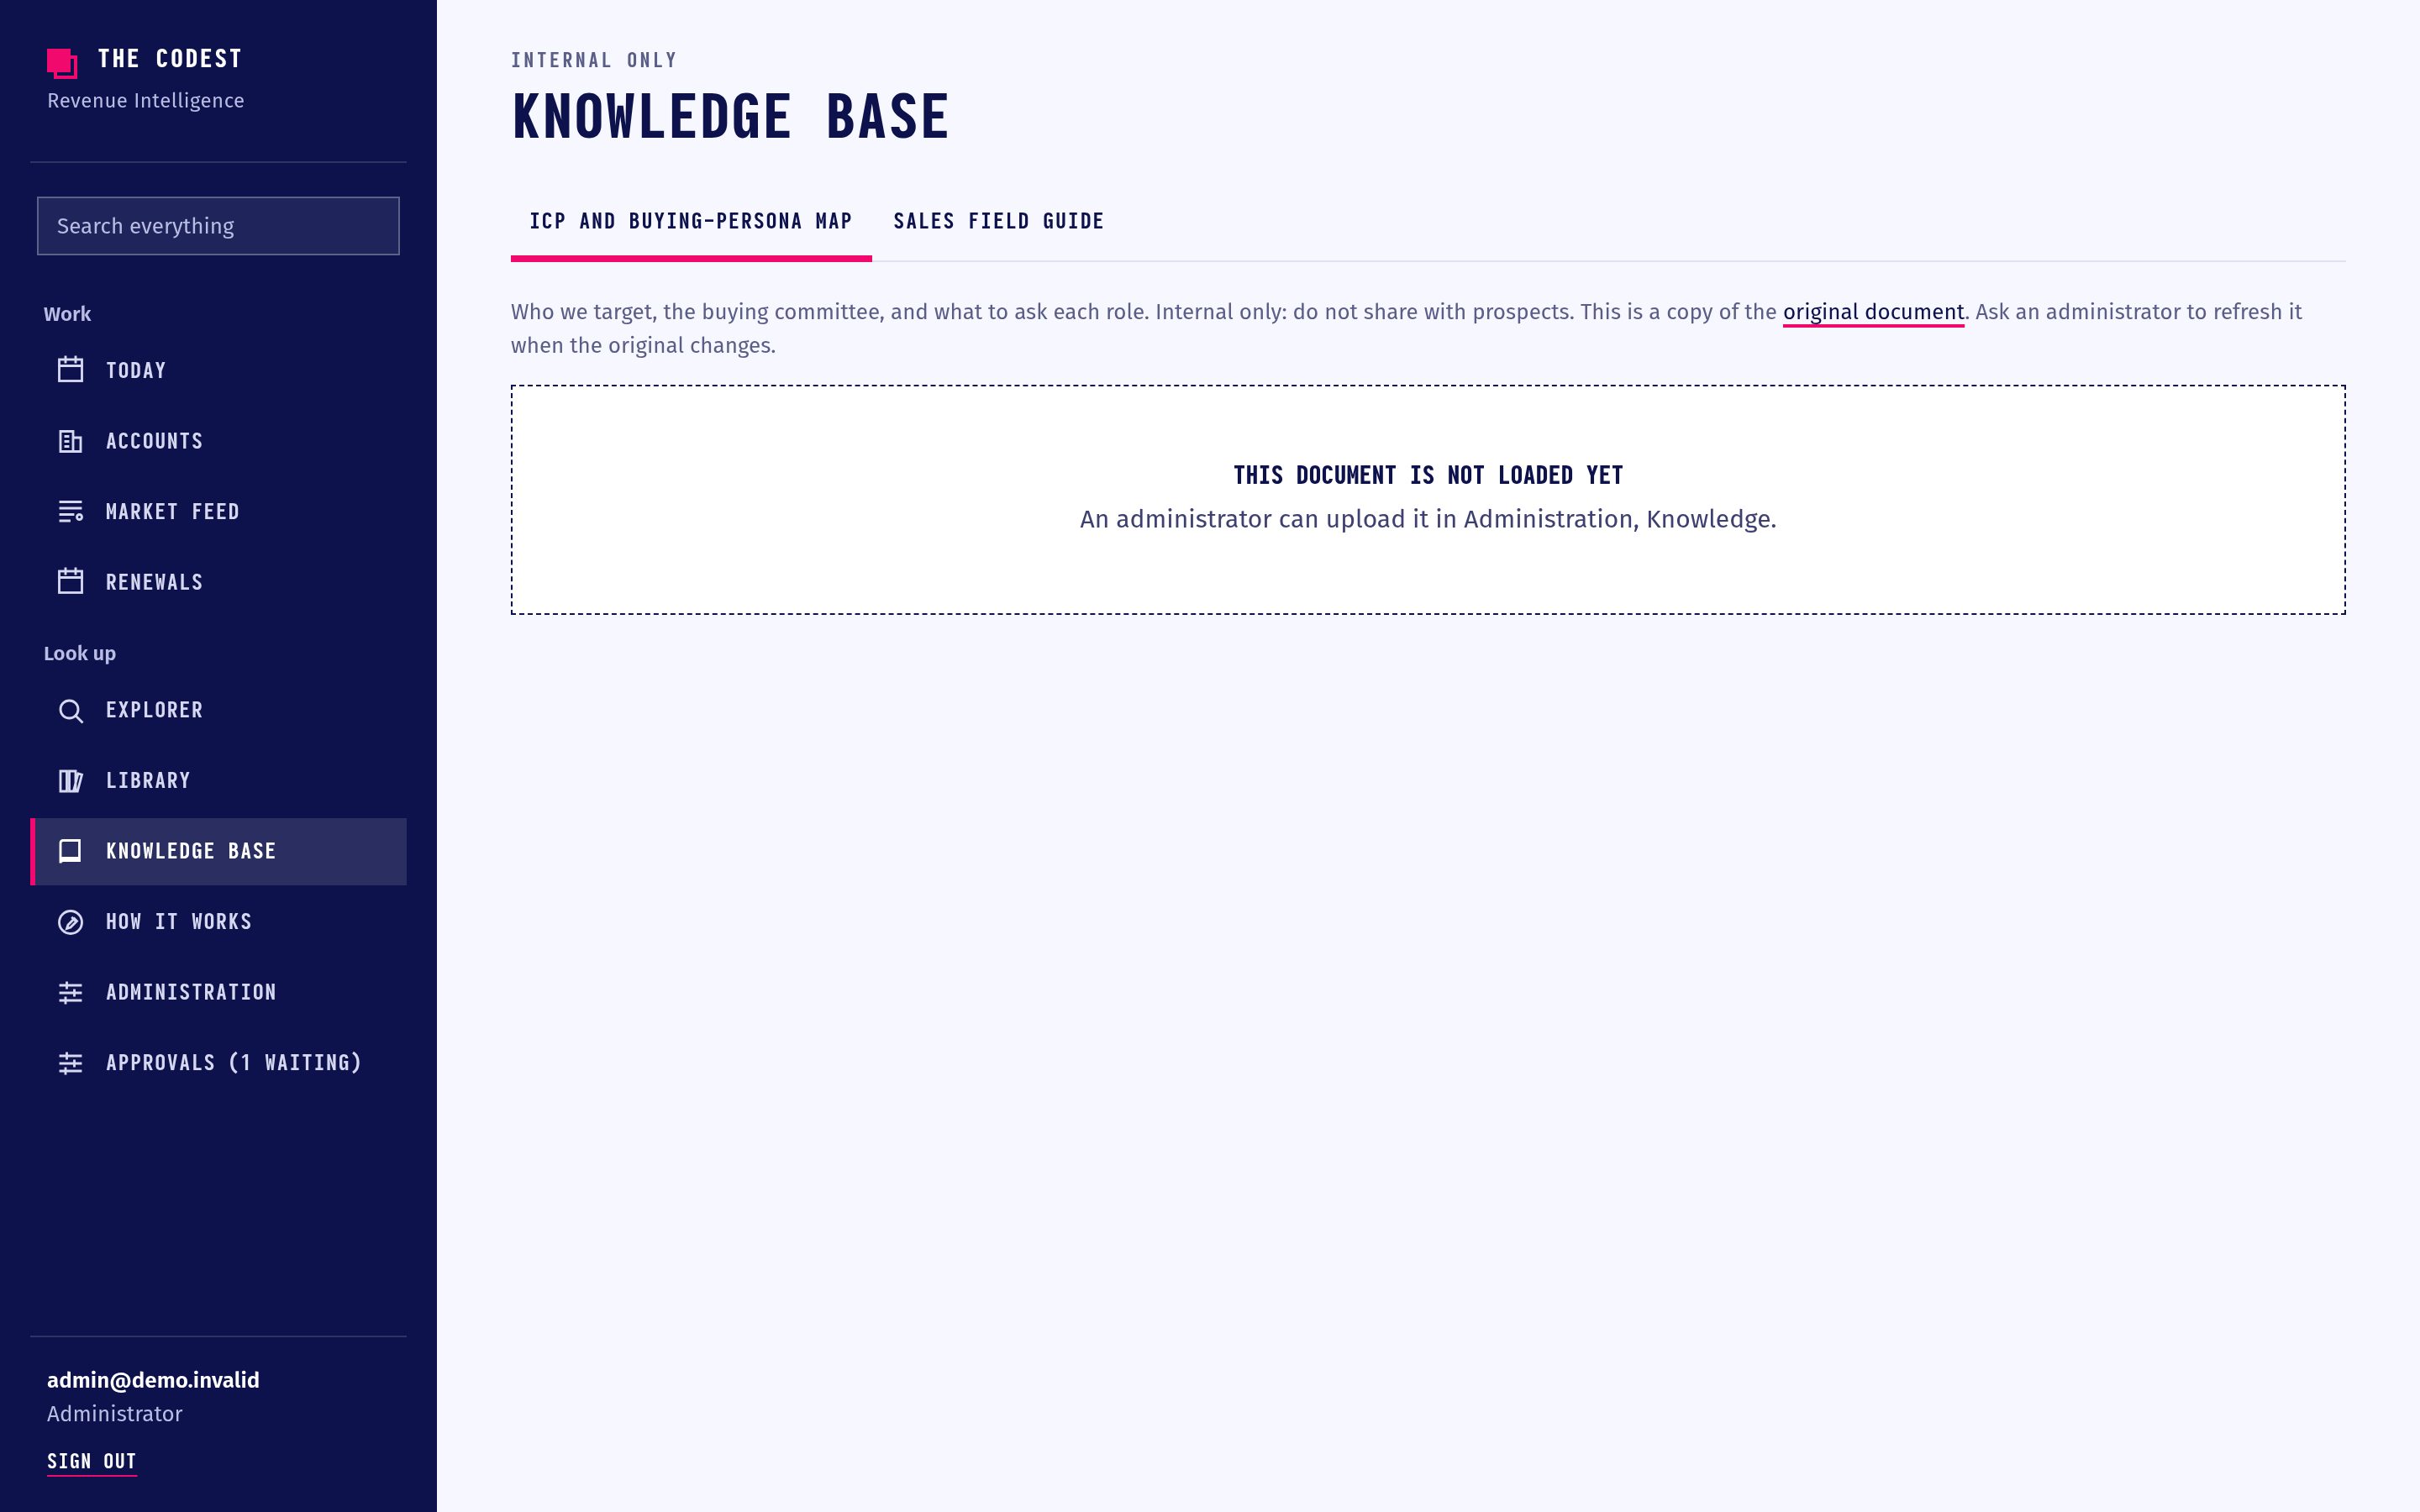 THE CODEST
Revenue Intelligence
Search everything
Work
TODAY
ACCOUNTS
MARKET FEED
RENEWALS
Look up
EXPLORER
LIBRARY
KNOWLEDGE BASE
HOW IT WORKS
ADMINISTRATION
APPROVALS (1 WAITING)
admin@demo.invalid
Administrator
SIGN OUT
INTERNAL ONLY
KNOWLEDGE BASE
ICP AND BUYING-PERSONA MAP SALES FIELD GUIDE
Who we target, the buying committee, and what to ask each role. Internal only: do not share with prospects. This is a copy of the original document. Ask an administrator to refresh it
when the original changes.
THIS DOCUMENT IS NOT LOADED YET
An administrator can upload it in Administration, Knowledge.